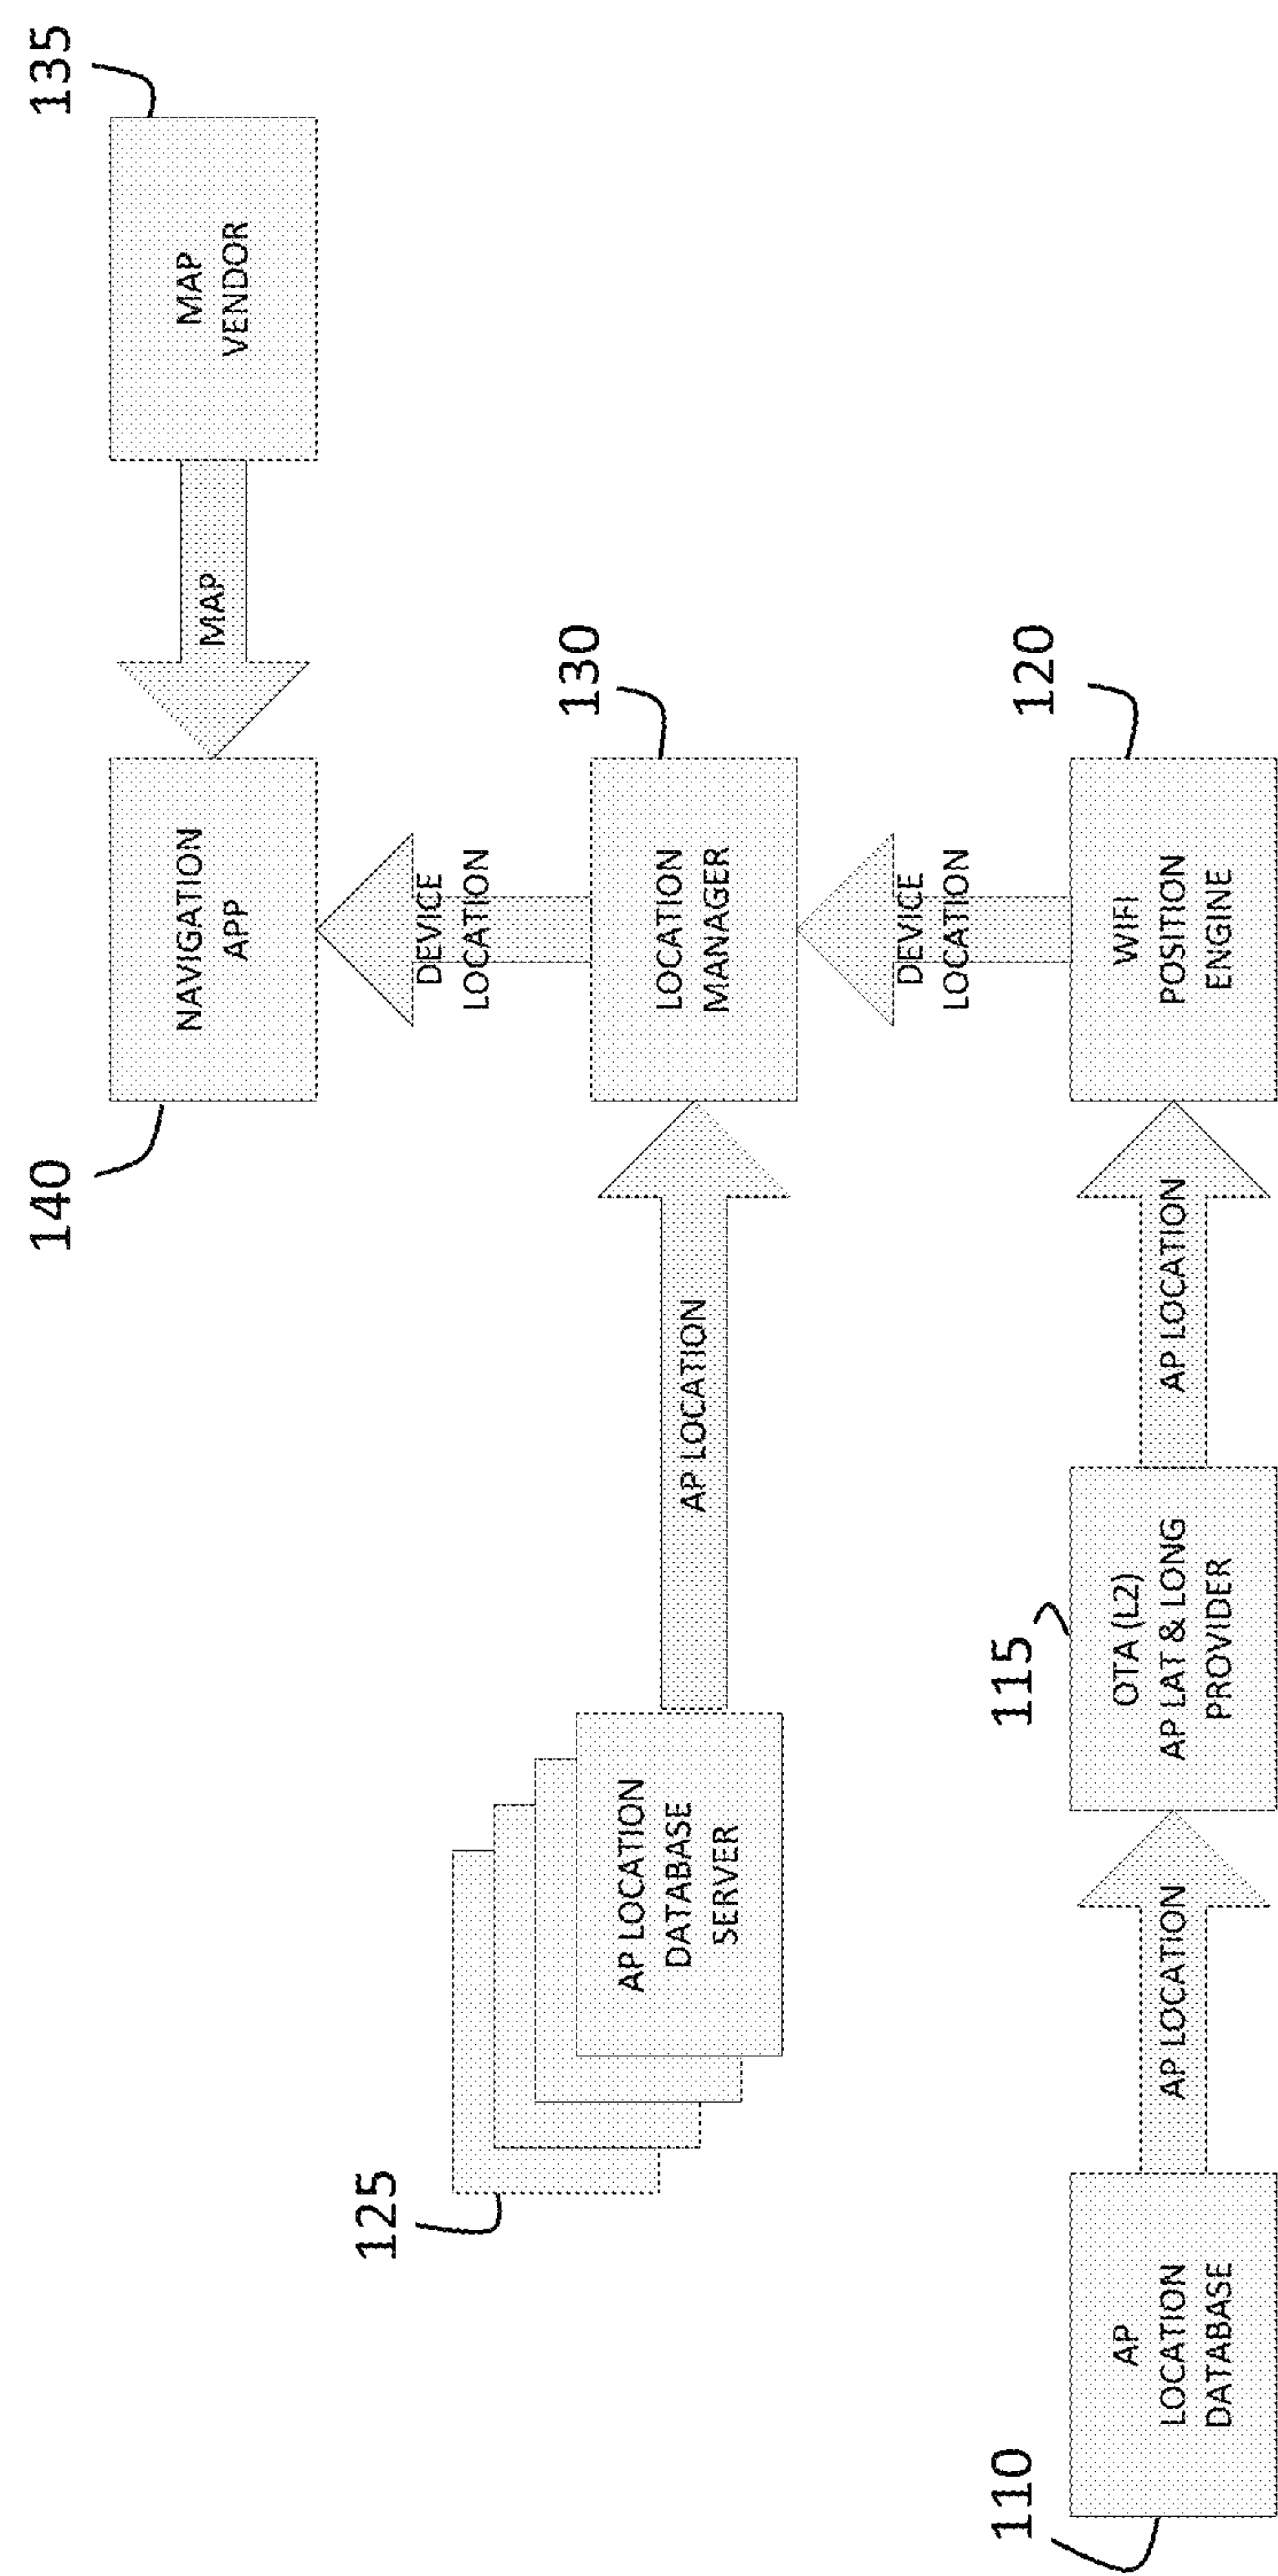 140
NAVIGATION
APP
MAP
MAP
VENDOR
135
DEVICE
LOCATION
125
AP LOCATION
DATABASE
SERVER
AP LOCATION
LOCATION
MANAGER
130
DEVICE
LOCATION
110
AP
LOCATION
DATABASE
AP LOCATION
115
OTA (L2)
AP LAT & LONG
PROVIDER
AP LOCATION
WIFI
POSITION
ENGINE
120